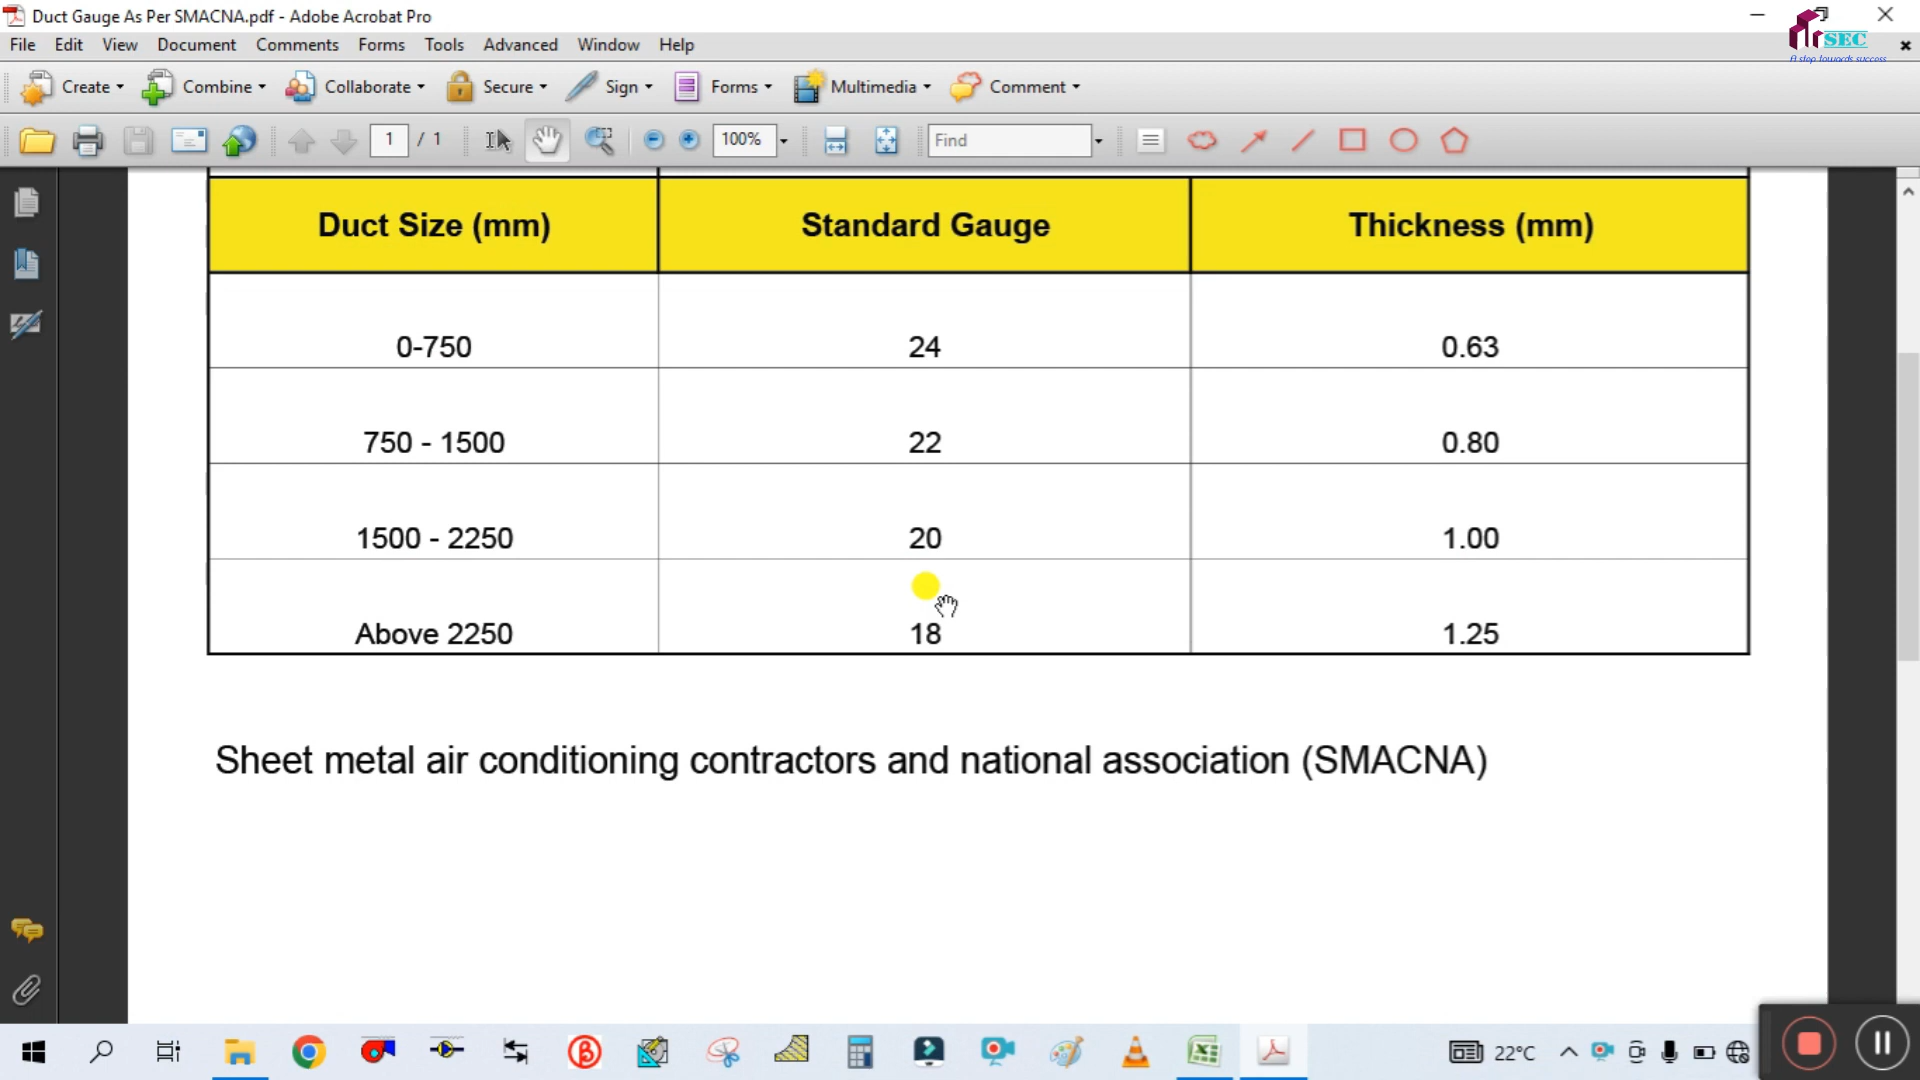 Duct Gauge As Per SMACNA.pdf - Adobe Acrobat Pro
SEC
A step towards success
File Edit View Document Comments Forms Tools Advanced Window Help
Create Combine Collaborate Secure Sign Forms Multimedia Comment
1 / 1 100% Find
Duct Size (mm) Standard Gauge Thickness (mm)
0-750 24 0.63
750 - 1500 22 0.80
1500 - 2250 20 1.00
Above 2250 18 1.25
Sheet metal air conditioning contractors and national association (SMACNA)
22°C